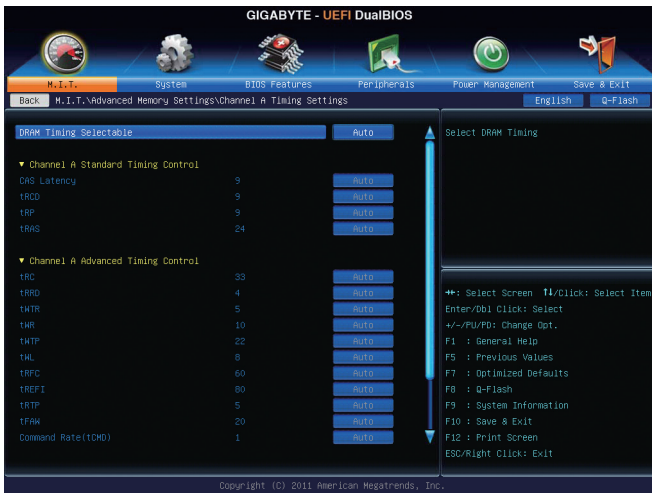 GIGABYTE - UEFI DualBIOS
M.I.T. System BIOS Features Peripherals Power Management Save & Exit
Back M.I.T.\Advanced Memory Settings\Channel A Timing Settings English Q-Flash
DRAM Timing Selectable Auto Select DRAM Timing
▼ Channel A Standard Timing Control
CAS Latency 9 Auto
tRCD 9 Auto
tRP 9 Auto
tRAS 24 Auto
▼ Channel A Advanced Timing Control
tRC 33 Auto
tRRD 4 Auto
tWTR 5 Auto
tWR 10 Auto
tWTP 22 Auto
tWL 8 Auto
tRFC 60 Auto
tREFI 80 Auto
tRTP 5 Auto
tFAW 20 Auto
Command Rate(tCMD) 1 Auto
→←: Select Screen ↑↓/Click: Select Item
Enter/Dbl Click: Select
+/-/PU/PD: Change Opt.
F1 : General Help
F5 : Previous Values
F7 : Optimized Defaults
F8 : Q-Flash
F9 : System Information
F10 : Save & Exit
F12 : Print Screen
ESC/Right Click: Exit
Copyright (C) 2011 American Megatrends, Inc.